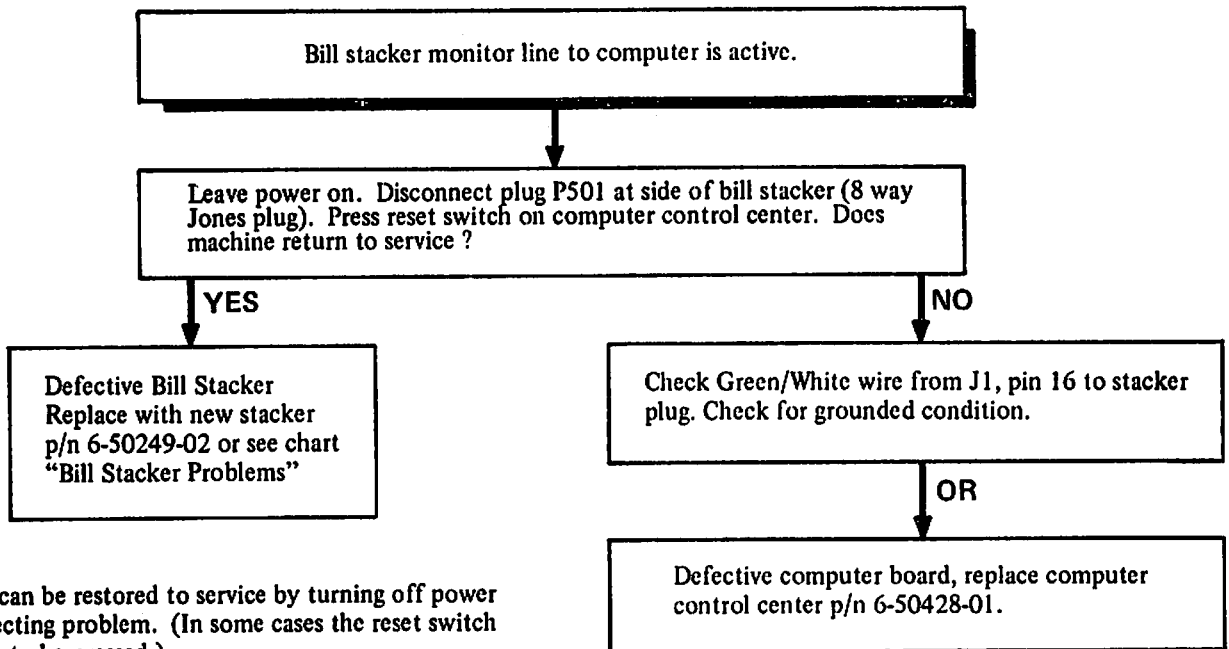 Bill stacker monitor line to computer is active.
Leave power on. Disconnect plug P501 at side of bill stacker (8 way
Jones plug). Press reset switch on computer control center. Does
machine return to service ?
YES
NO
Defective Bill Stacker
Replace with new stacker
p/n 6-50249-02 or see chart
“Bill Stacker Problems”
Check Green/White wire from J1, pin 16 to stacker
plug. Check for grounded condition.
OR
Defective computer board, replace computer
control center p/n 6-50428-01.
can be restored to service by turning off power
ecting problem. (In some cases the reset switch